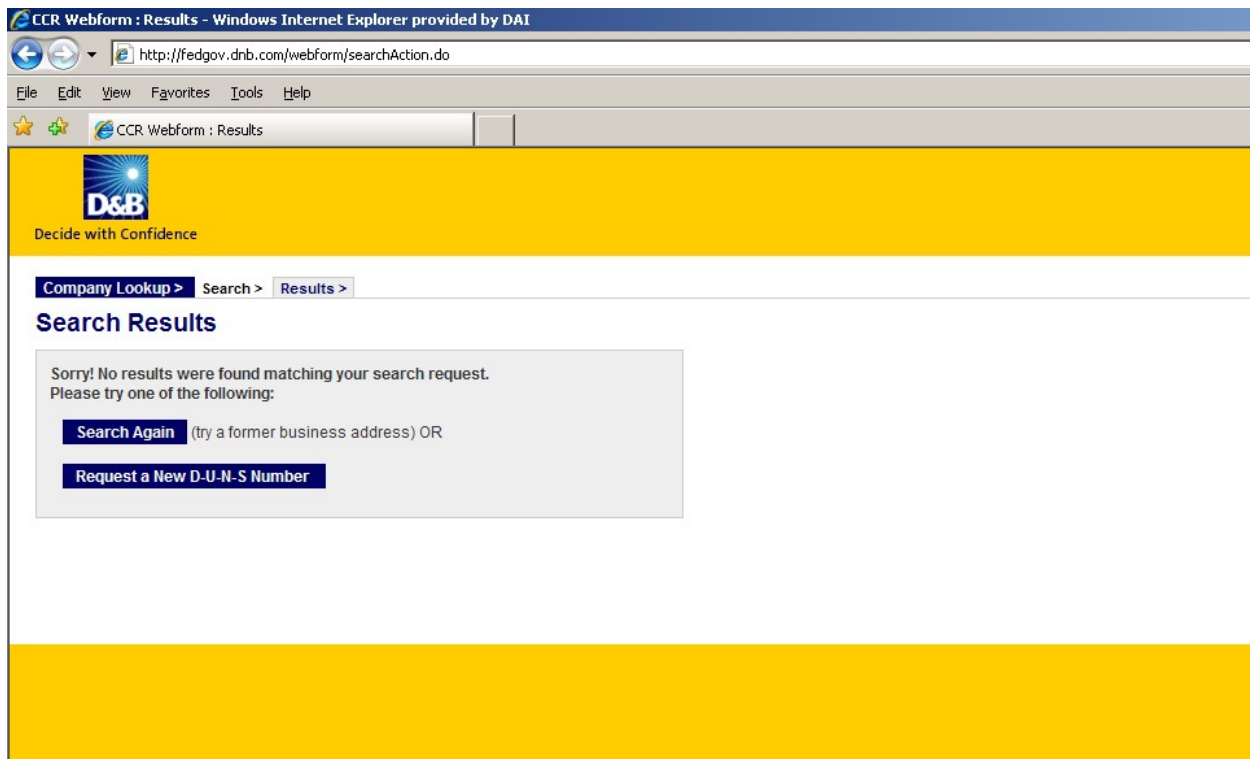 CCR Webform : Results - Windows Internet Explorer provided by DAI
http://fedgov.dnb.com/webform/searchAction.do
File Edit View Favorites Tools Help
CCR Webform : Results
D&B
Decide with Confidence
Company Lookup > Search > Results >
Search Results
Sorry! No results were found matching your search request.
Please try one of the following:
Search Again (try a former business address) OR
Request a New D-U-N-S Number